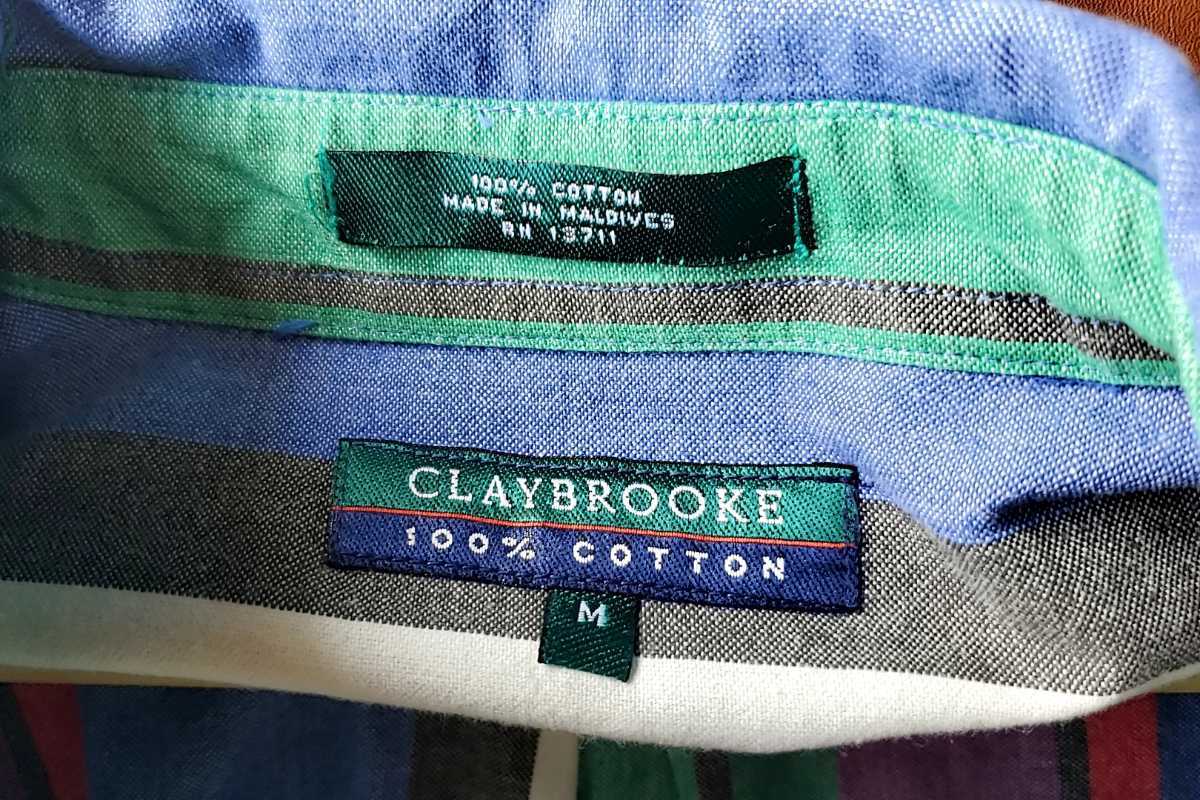 100% COTTON
MADE IN MALDIVES
RN 13711
CLAYBROOKE
100% COTTON
M